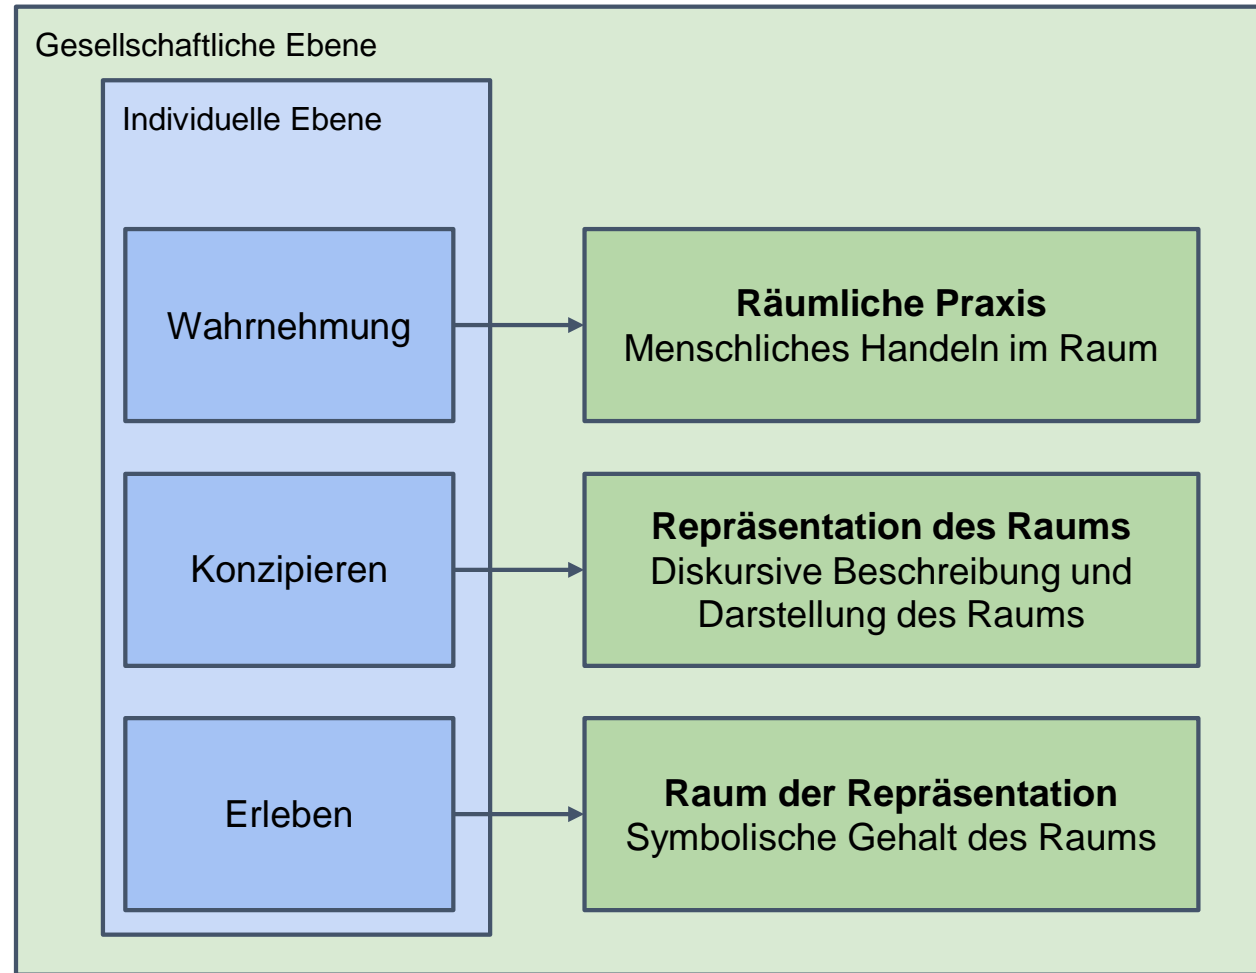 Gesellschaftliche Ebene
Individuelle Ebene
Wahrnehmung
Räumliche Praxis
Menschliches Handeln im Raum
Konzipieren
Repräsentation des Raums
Diskursive Beschreibung und
Darstellung des Raums
Erleben
Raum der Repräsentation
Symbolische Gehalt des Raums